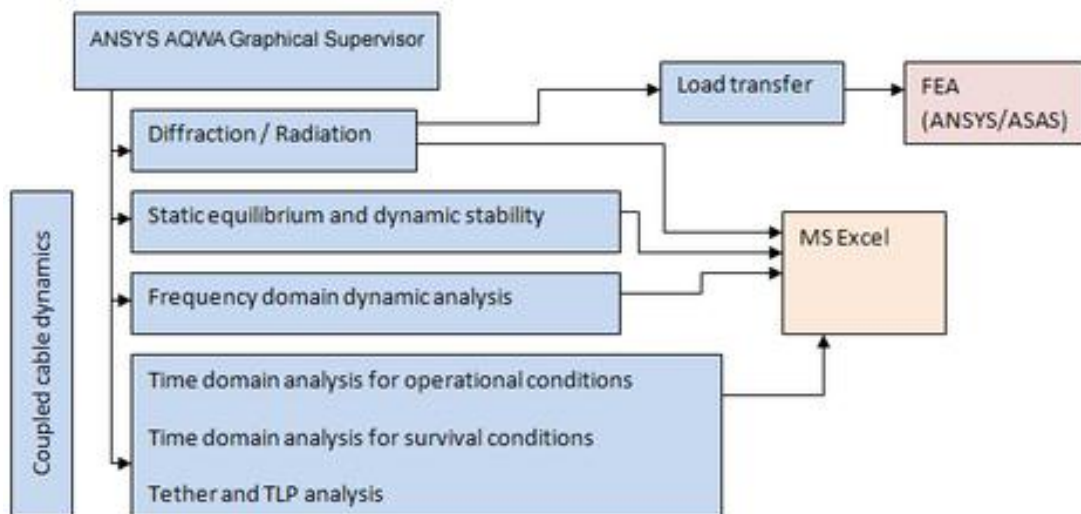 ANSYS AQWA Graphical Supervisor
Load transfer
FEA
(ANSYS/ASAS)
Diffraction / Radiation
Static equilibrium and dynamic stability
MS Excel
Frequency domain dynamic analysis
Coupled cable dynamics
Time domain analysis for operational conditions
Time domain analysis for survival conditions
Tether and TLP analysis